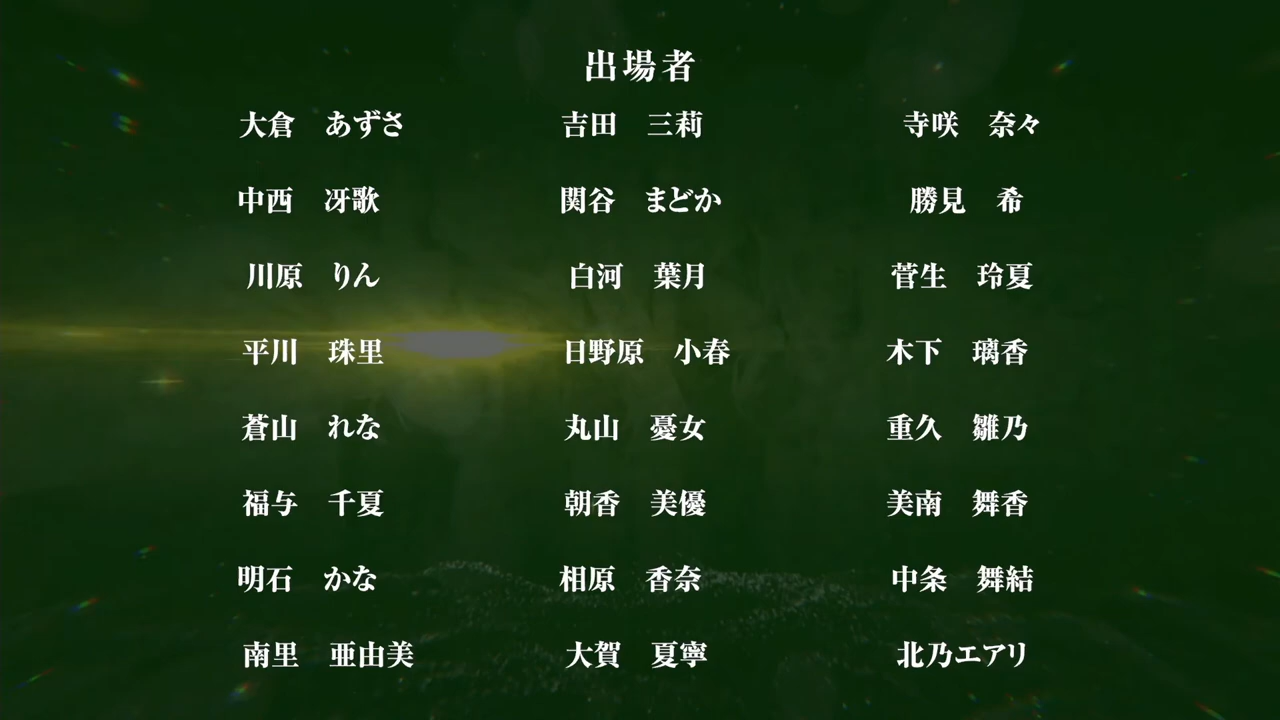 出場者
大倉　あずさ　吉田　三莉　寺咲　奈々
中西　冴歌　関谷　まどか　勝見　希
川原　りん　白河　葉月　菅生　玲夏
平川　珠里　日野原　小春　木下　璃香
蒼山　れな　丸山　憂女　重久　雛乃
福与　千夏　朝香　美優　美南　舞香
明石　かな　相原　香奈　中条　舞結
南里　亜由美　大賀　夏寧　北乃エアリ